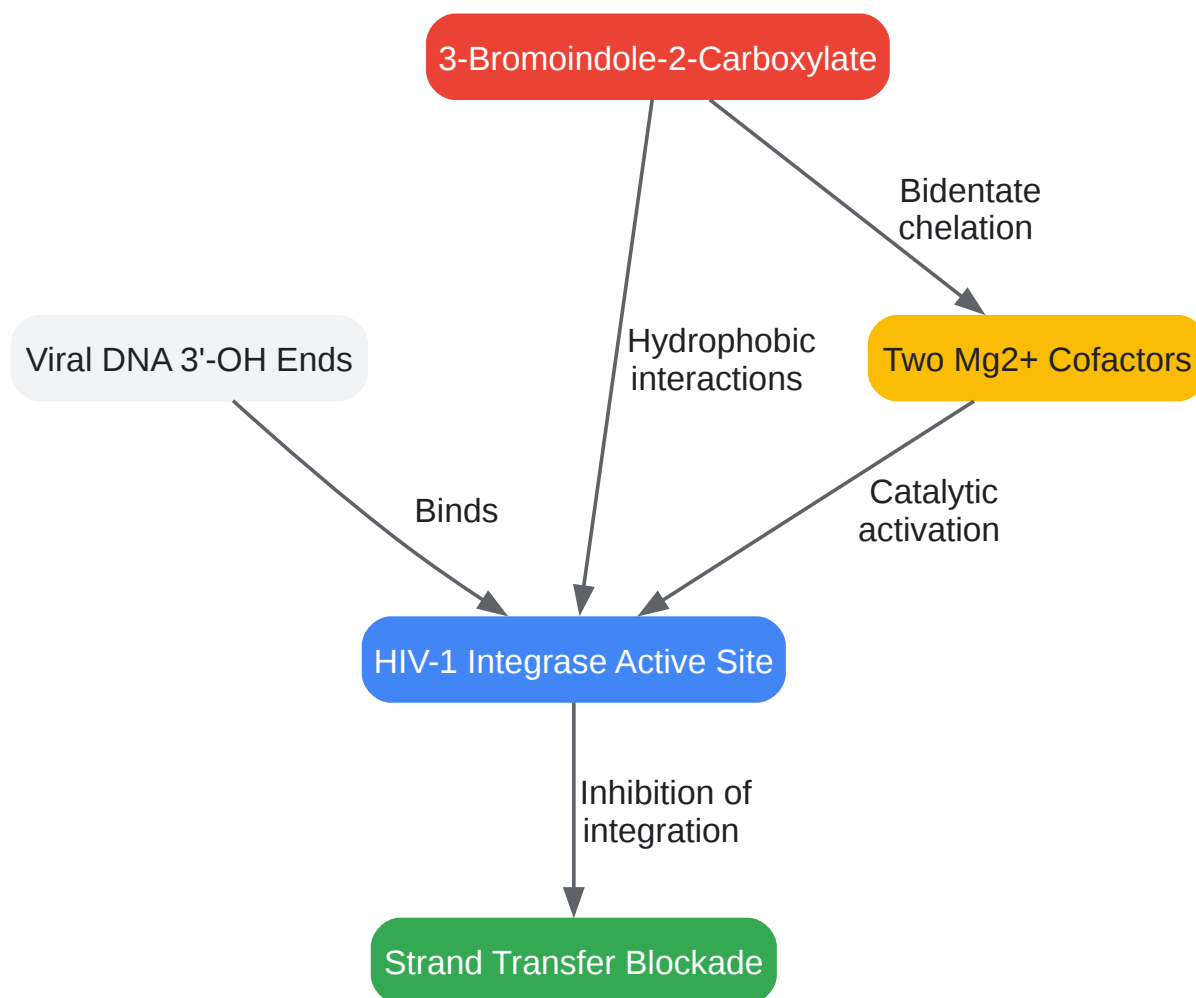 3-Bromoindole-2-Carboxylate
Bidentate
chelation
Hydrophobic
interactions
Viral DNA 3'-OH Ends
Two Mg2+ Cofactors
Binds
Catalytic
activation
HIV-1 Integrase Active Site
Inhibition of
integration
Strand Transfer Blockade